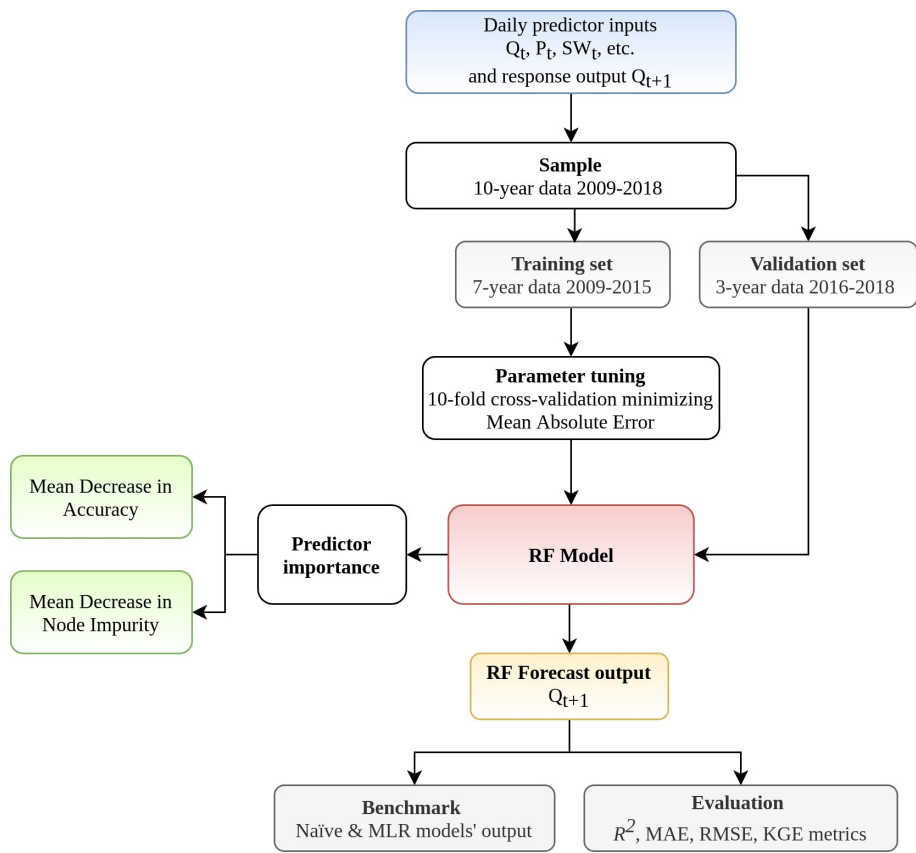 Daily predictor inputs
Qt, Pt, SWt, etc.
and response output Qt+1
Sample
10-year data 2009-2018
Training set
7-year data 2009-2015
Validation set
3-year data 2016-2018
Parameter tuning
10-fold cross-validation minimizing
Mean Absolute Error
Mean Decrease in
Accuracy
Predictor
importance
RF Model
Mean Decrease in
Node Impurity
RF Forecast output
Qt+1
Benchmark
Naïve & MLR models' output
Evaluation
R², MAE, RMSE, KGE metrics